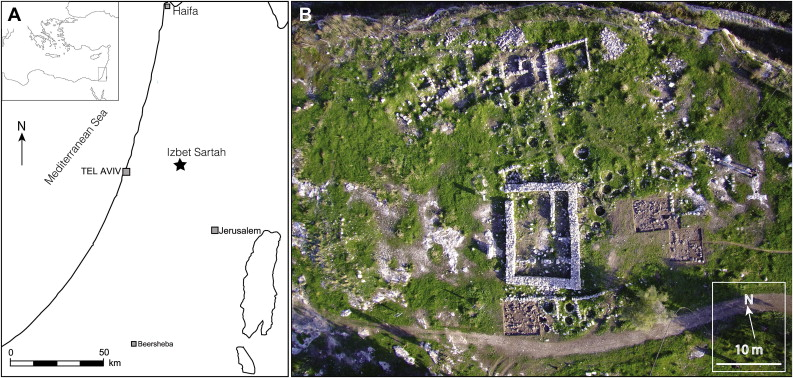 A
Haifa
N
Mediterranean Sea
Izbet Sartah
TEL AVIV
Jerusalem
Beersheba
0 50
km
B
N
10 m